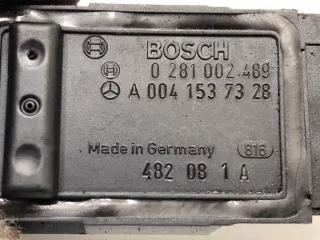 BOSCH
0 281 002 489
A 004 153 73 28
Made in Germany 816
482 08 1 A